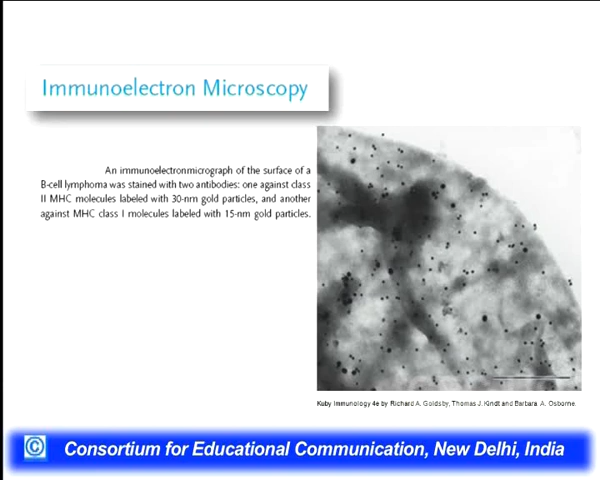 Immunoelectron Microscopy
An immunoelectronmicrograph of the surface of a
B-cell lymphoma was stained with two antibodies: one against class
II MHC molecules labeled with 30-nm gold particles, and another
against MHC class I molecules labeled with 15-nm gold particles.
Kuby Immunology 4e by Richard A. Goldsby, Thomas J. Kindt and Barbara A. Osborne.
© Consortium for Educational Communication, New Delhi, India